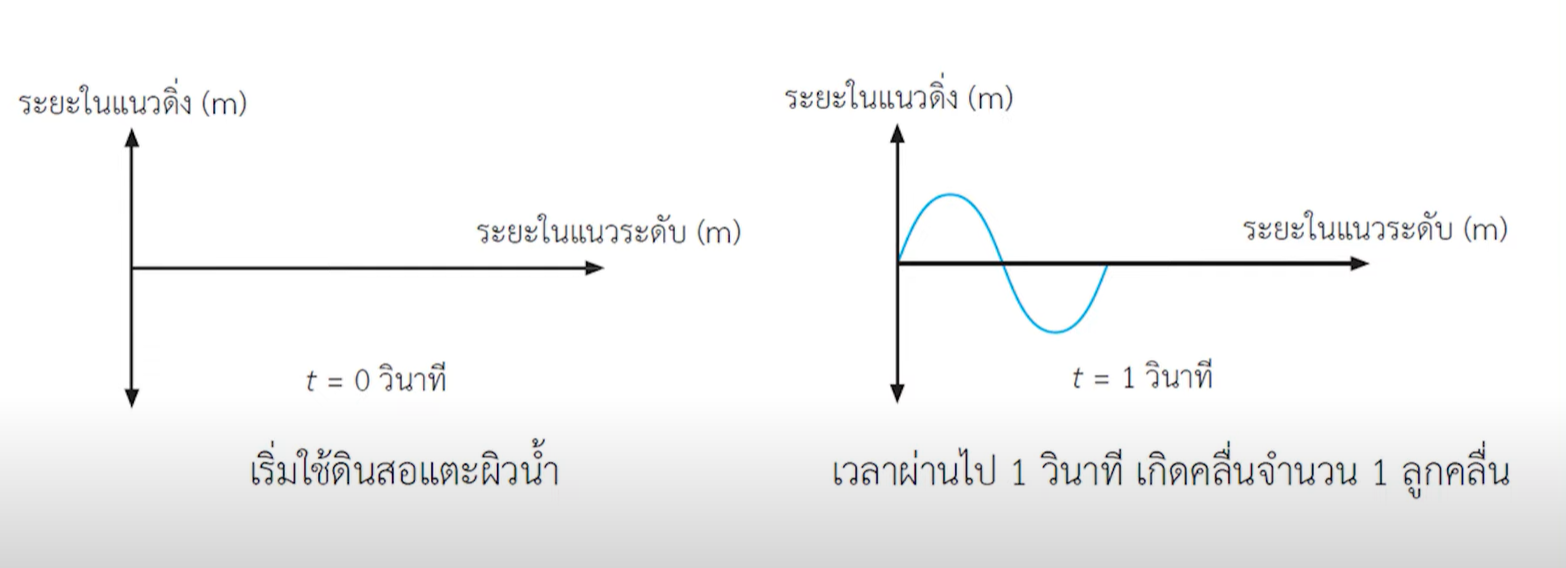 ระยะในแนวดิ่ง (m)
ระยะในแนวระดับ (m)
t = 0 วินาที
เริ่มใช้ดินสอแตะผิวน้ำ
ระยะในแนวดิ่ง (m)
ระยะในแนวระดับ (m)
t = 1 วินาที
เวลาผ่านไป 1 วินาที เกิดคลื่นจำนวน 1 ลูกคลื่น